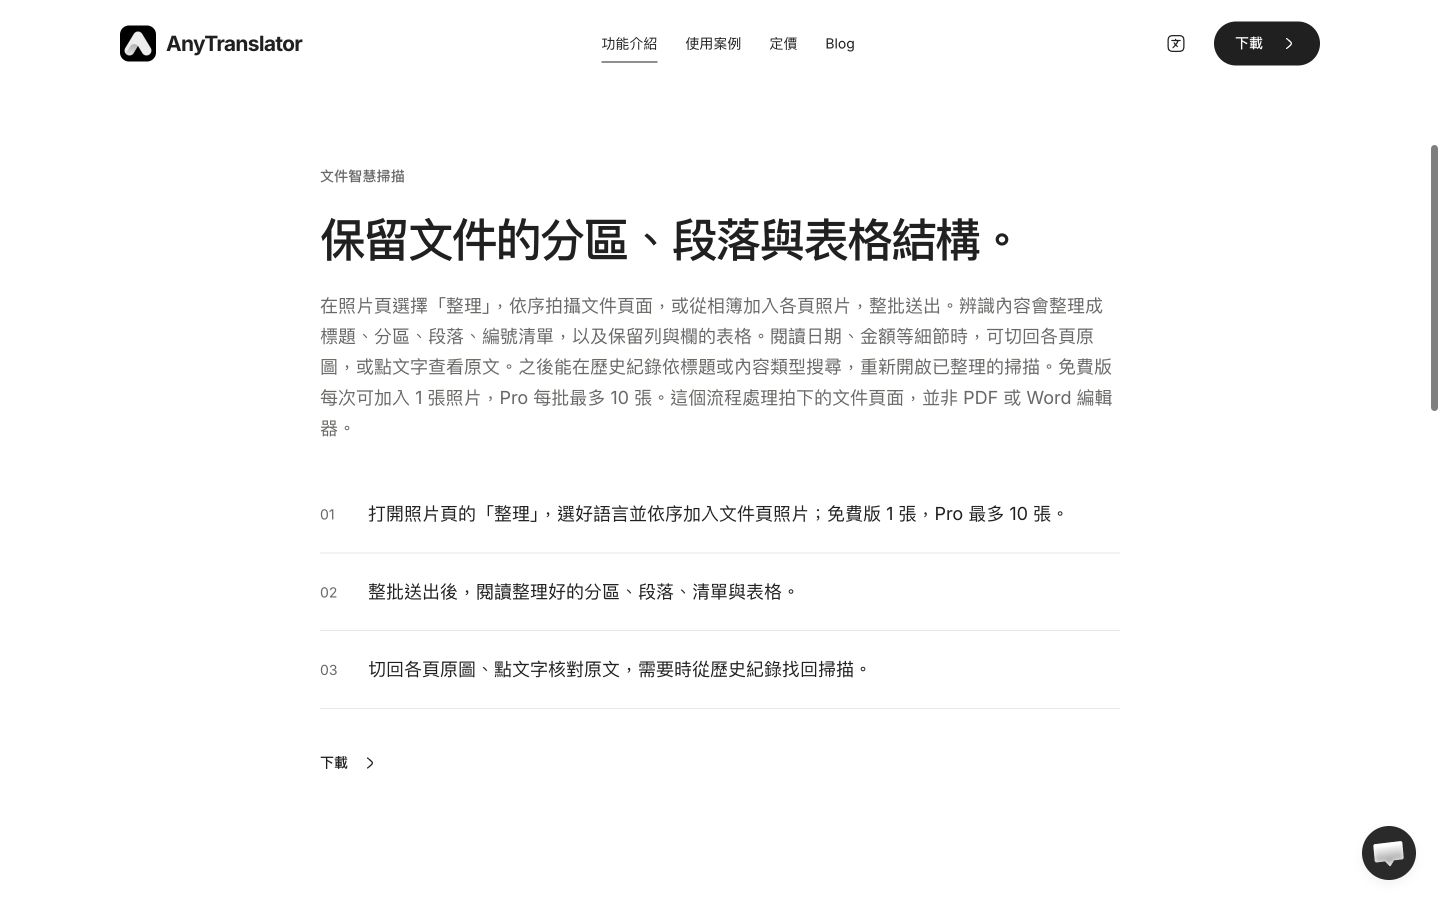 AnyTranslator
功能介紹
使用案例
定價
Blog
下載
文件智慧掃描
保留文件的分區、段落與表格結構。
在照片頁選擇「整理」，依序拍攝文件頁面，或從相簿加入各頁照片，整批送出。辨識內容會整理成
標題、分區、段落、編號清單，以及保留列與欄的表格。閱讀日期、金額等細節時，可切回各頁原
圖，或點文字查看原文。之後能在歷史紀錄依標題或內容類型搜尋，重新開啟已整理的掃描。免費版
每次可加入 1 張照片，Pro 每批最多 10 張。這個流程處理拍下的文件頁面，並非 PDF 或 Word 編輯
器。
01 打開照片頁的「整理」，選好語言並依序加入文件頁照片；免費版 1 張，Pro 最多 10 張。
02 整批送出後，閱讀整理好的分區、段落、清單與表格。
03 切回各頁原圖、點文字核對原文，需要時從歷史紀錄找回掃描。
下載